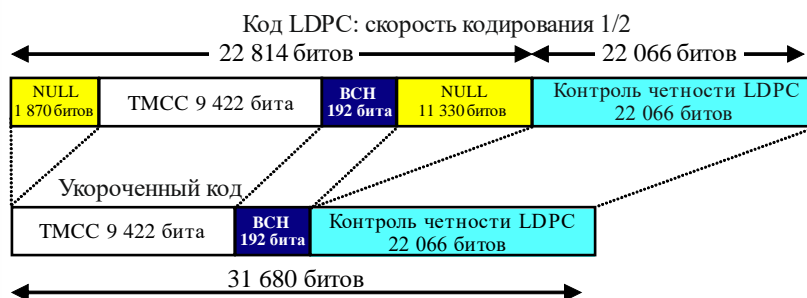 Код LDPC: скорость кодирования 1/2
22 814 битов
22 066 битов
NULL
1 870 битов
TMCC 9 422 бита
BCH
192 бита
NULL
11 330 битов
Контроль четности LDPC
22 066 битов
Укороченный код
TMCC 9 422 бита
BCH
192 бита
Контроль четности LDPC
22 066 битов
31 680 битов